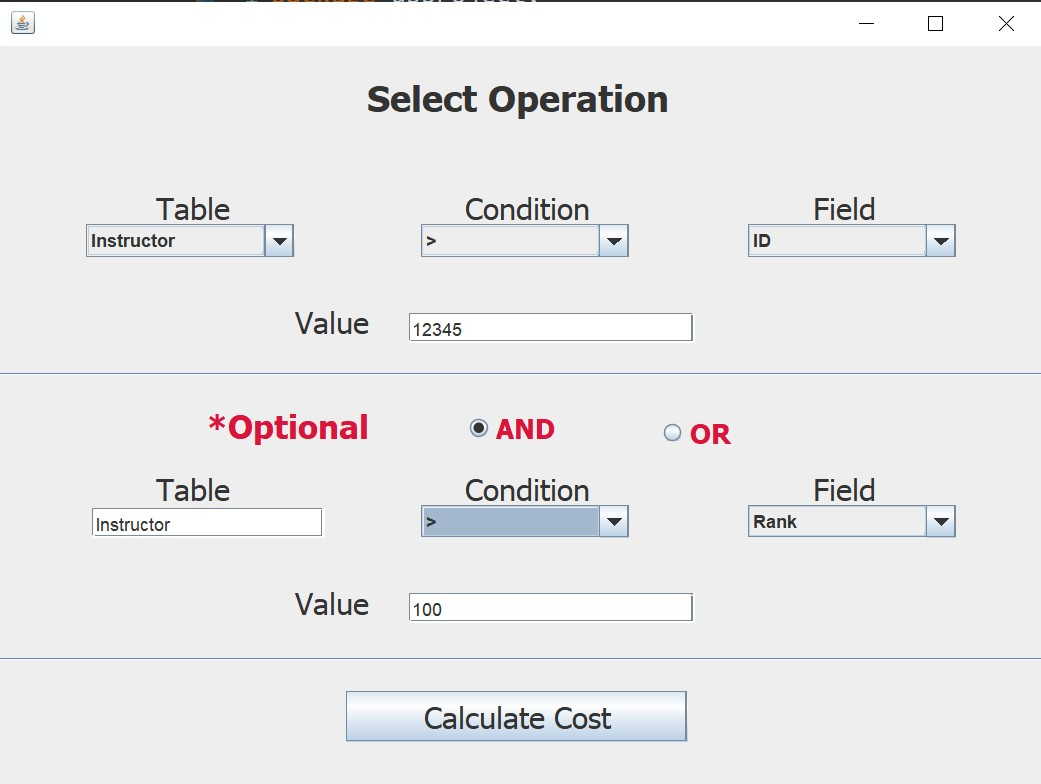 Select Operation
Table Condition Field
Instructor > ID
Value 12345
*Optional AND OR
Table Condition Field
Instructor > Rank
Value 100
Calculate Cost